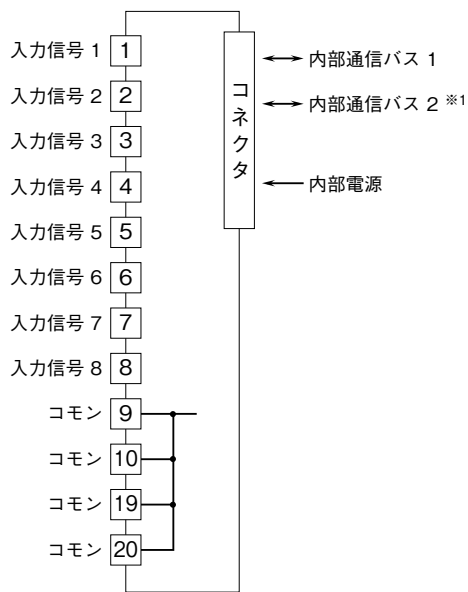 入力信号 1 1
入力信号 2 2
入力信号 3 3
入力信号 4 4
入力信号 5 5
入力信号 6 6
入力信号 7 7
入力信号 8 8
コモン 9
コモン 10
コモン 19
コモン 20
コネクタ
内部通信バス 1
内部通信バス 2 ※1
内部電源